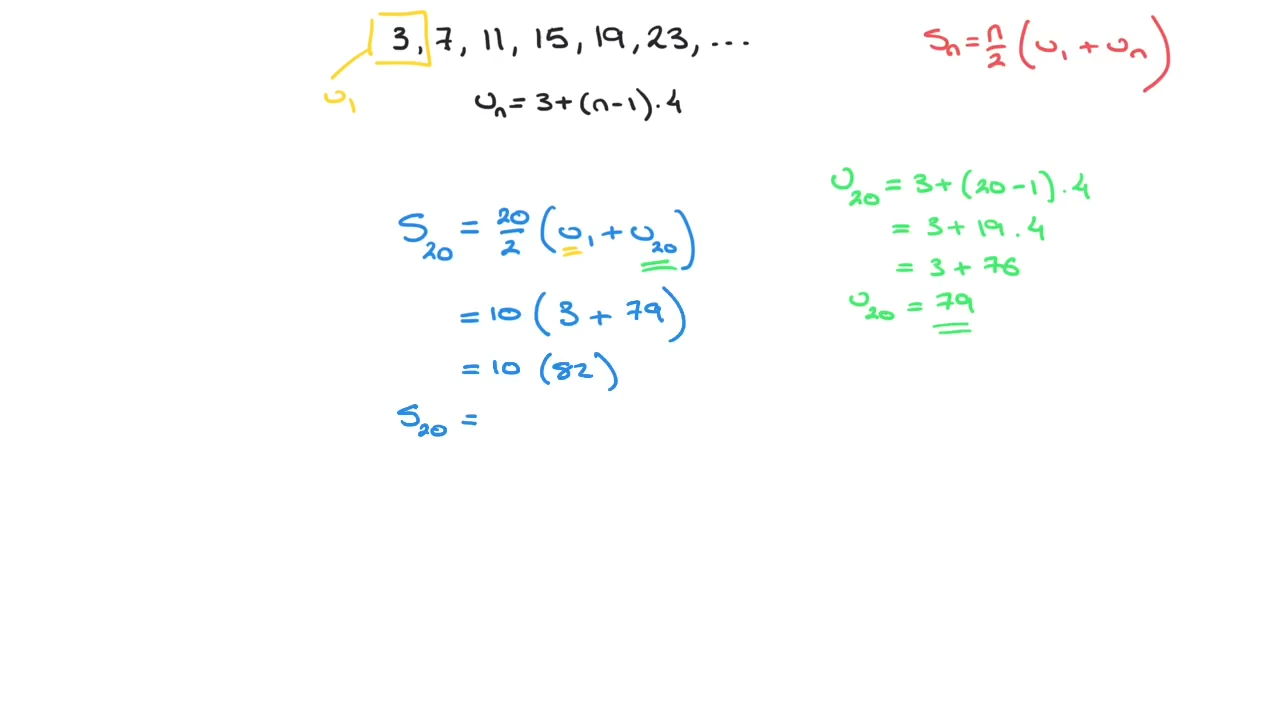 3, 7, 11, 15, 19, 23, ...
Sₙ = n/2 (u₁ + uₙ)
u₁
uₙ = 3 + (n - 1) · 4
u₂₀ = 3 + (20 - 1) · 4
= 3 + 19 · 4
= 3 + 76
u₂₀ = 79
S₂₀ = 20/2 (u₁ + u₂₀)
= 10 (3 + 79)
= 10 (82)
S₂₀ =